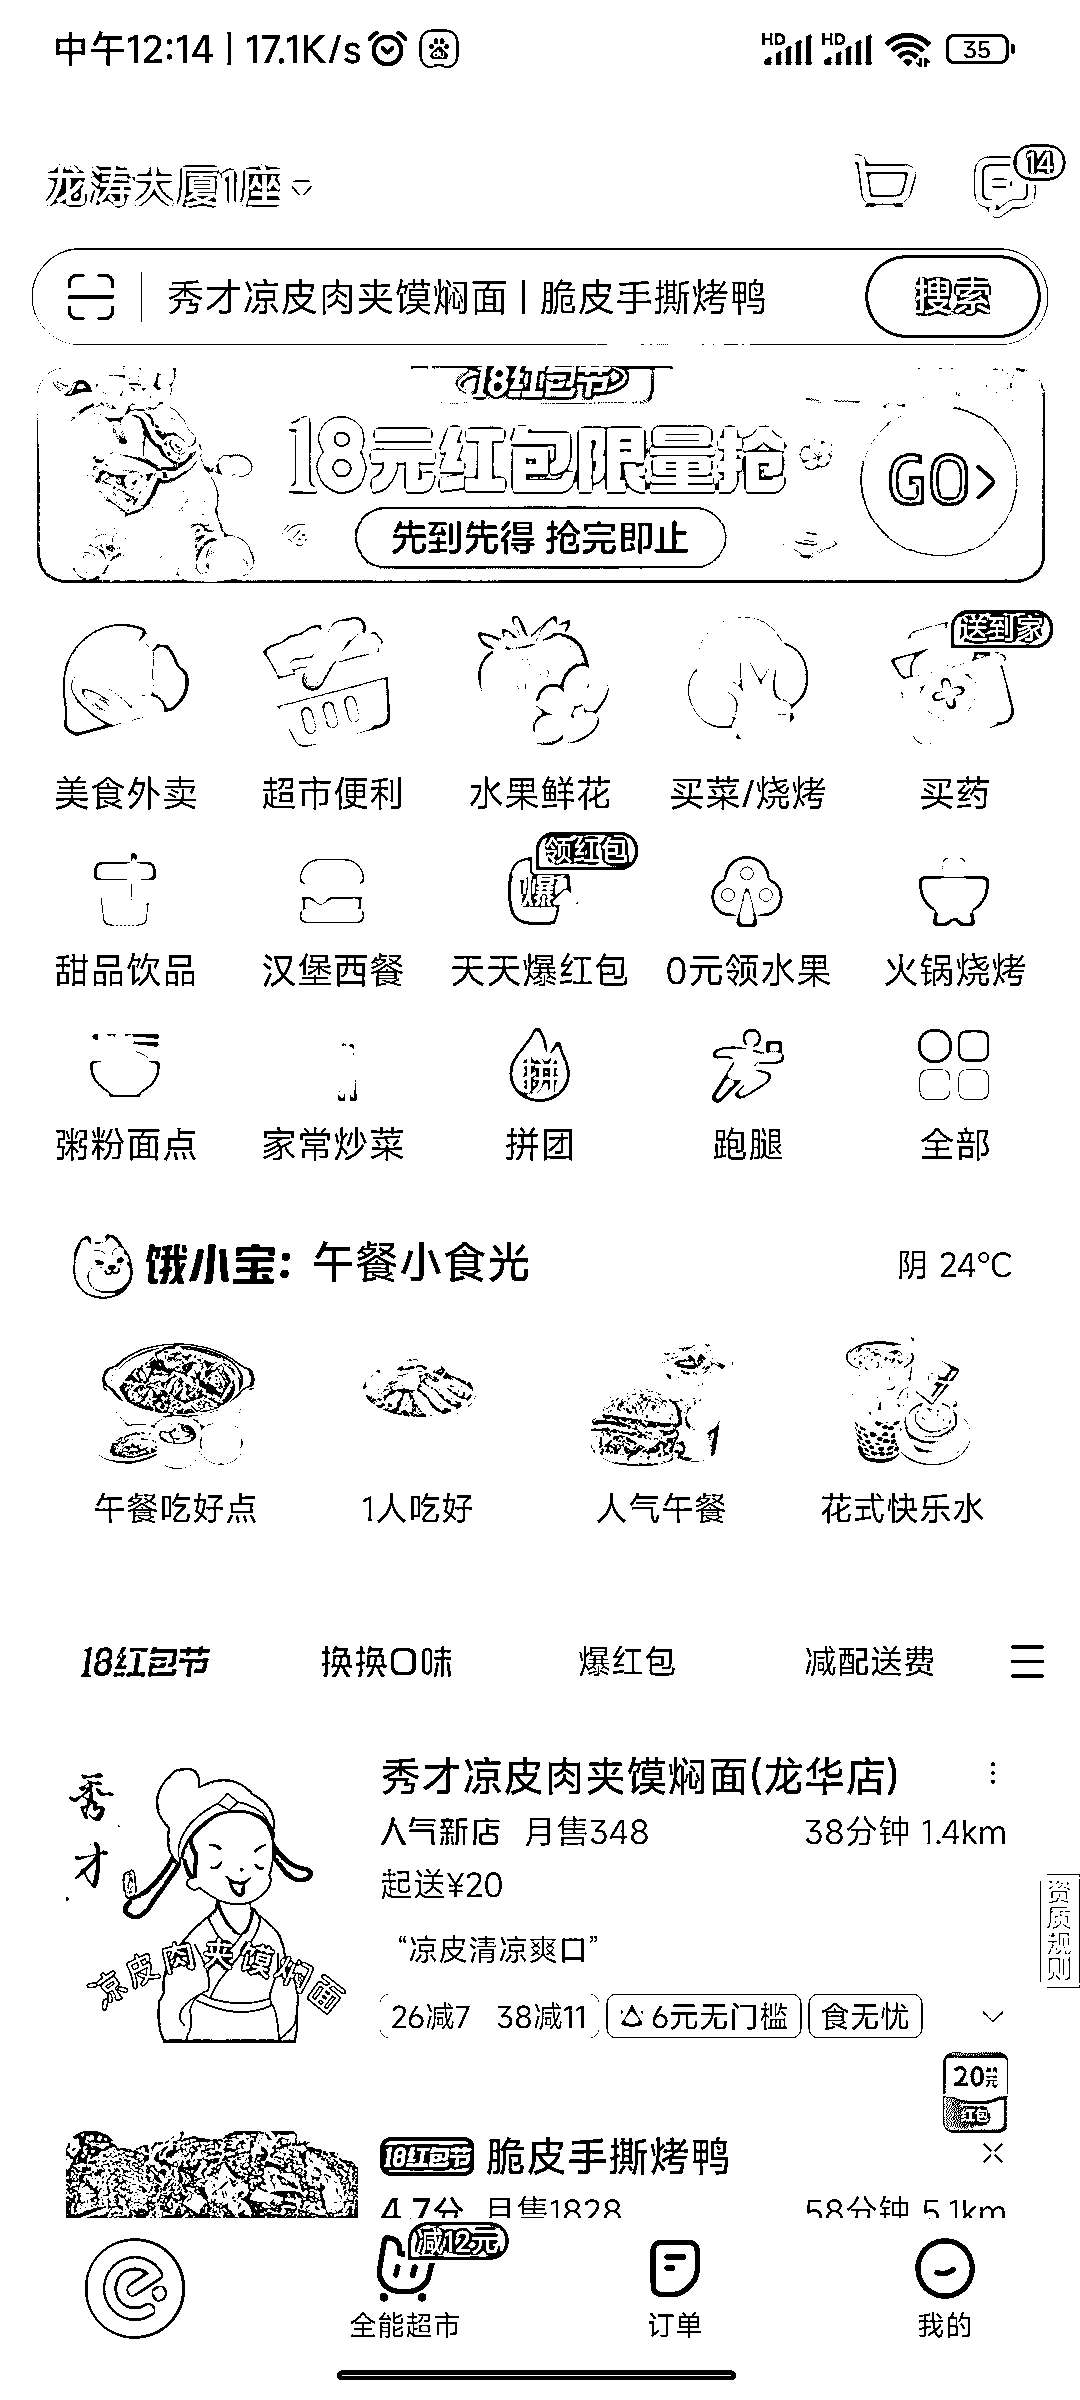 中午12:14 | 17.1K/s
HD HD 35
龙涛大厦1座
14
秀才凉皮肉夹馍焖面 | 脆皮手撕烤鸭
搜索
18红包节
18元红包限量抢
GO>
先到先得 抢完即止
送到家
美食外卖 超市便利 水果鲜花 买菜/烧烤 买药
领红包
爆
甜品饮品 汉堡西餐 天天爆红包 0元领水果 火锅烧烤
拼
粥粉面点 家常炒菜 拼团 跑腿 全部
饿小宝: 午餐小食光 阴 24°C
午餐吃好点 1人吃好 人气午餐 花式快乐水
18红包节 换换口味 爆红包 减配送费
秀才
凉皮肉夹馍焖面
秀才凉皮肉夹馍焖面(龙华店)
人气新店 月售348 38分钟 1.4km
起送¥20
“凉皮清凉爽口”
26减7 38减11 6元无门槛 食无忧
资质规则
20元
红包
18红包节 脆皮手撕烤鸭
4.7分 月售1828 58分钟 5.1km
减12元
全能超市 订单 我的